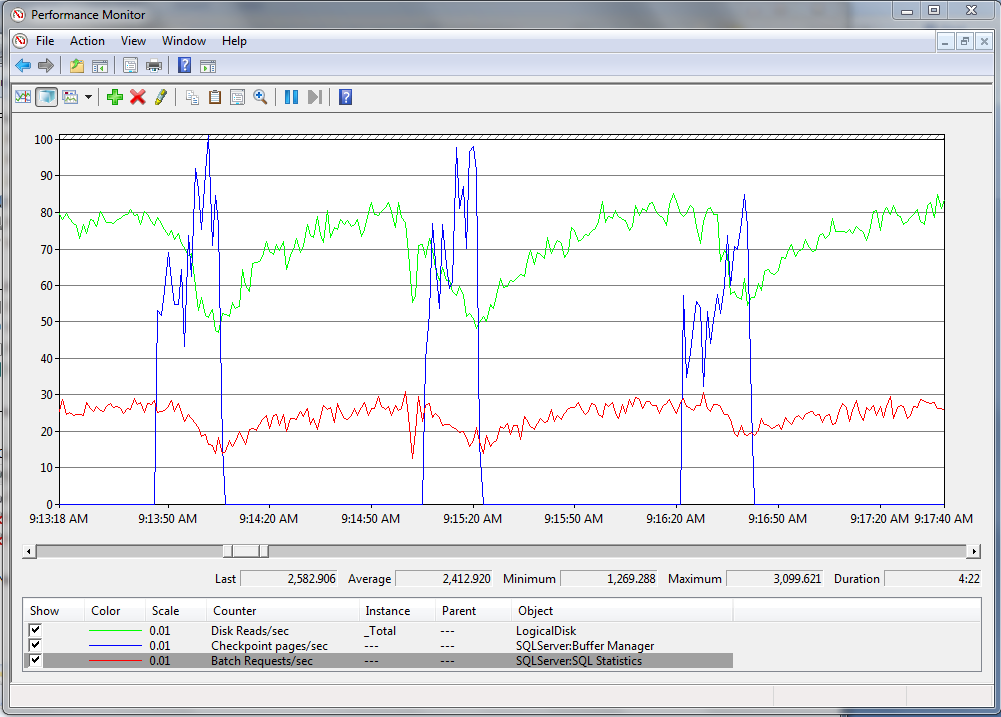 Performance Monitor
File Action View Window Help
100
90
80
70
60
50
40
30
20
10
0
9:13:18 AM 9:13:50 AM 9:14:20 AM 9:14:50 AM 9:15:20 AM 9:15:50 AM 9:16:20 AM 9:16:50 AM 9:17:20 AM 9:17:40 AM
Last 2,582.906 Average 2,412.920 Minimum 1,269.288 Maximum 3,099.621 Duration 4:22
Show Color Scale Counter Instance Parent Object
0.01 Disk Reads/sec _Total --- LogicalDisk
0.01 Checkpoint pages/sec --- --- SQLServer:Buffer Manager
0.01 Batch Requests/sec --- --- SQLServer:SQL Statistics